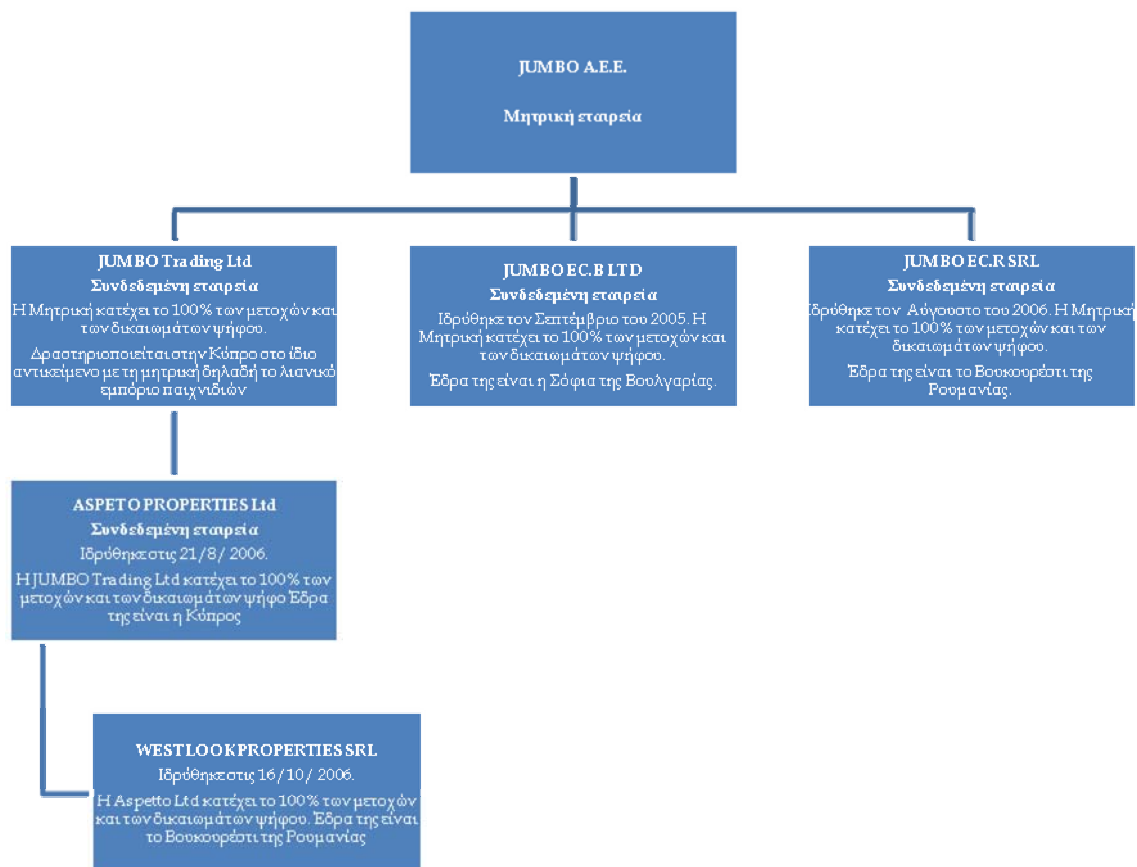 JUMBO A.E.E.
Μητρική εταιρεία
JUMBO Trading Ltd
Συνδεδεμένη εταιρεία
Η Μητρική κατέχει το 100% των μετοχών και
των δικαιωμάτων ψήφου.
Δραστηριοποιείται στην Κύπρο στο ίδιο
αντικείμενο με τη μητρική δηλαδή το λιανικό
εμπόριο παιχνιδιών
JUMBO EC.B LTD
Συνδεδεμένη εταιρεία
Ιδρύθηκε τον Σεπτέμβριο του 2005. Η
Μητρική κατέχει το 100% των μετοχών και
των δικαιωμάτων ψήφου.
Έδρα της είναι η Σόφια της Βουλγαρίας.
JUMBO EC.R SRL
Συνδεδεμένη εταιρεία
Ιδρύθηκε τον Αύγουστο του 2006. Η Μητρική
κατέχει το 100% των μετοχών και των
δικαιωμάτων ψήφου.
Έδρα της είναι το Βουκουρέστι της
Ρουμανίας.
ASPETO PROPERTIES Ltd
Συνδεδεμένη εταιρεία
Ιδρύθηκε στις 21/8/ 2006.
Η JUMBO Trading Ltd κατέχει το 100% των
μετοχών και των δικαιωμάτων ψήφο Έδρα
της είναι η Κύπρος
WESTLOOK PROPERTIES SRL
Ιδρύθηκε στις 16/10/ 2006.
Η Aspetto Ltd κατέχει το 100% των μετοχών
και των δικαιωμάτων ψήφου. Έδρα της είναι
το Βουκουρέστι της Ρουμανίας